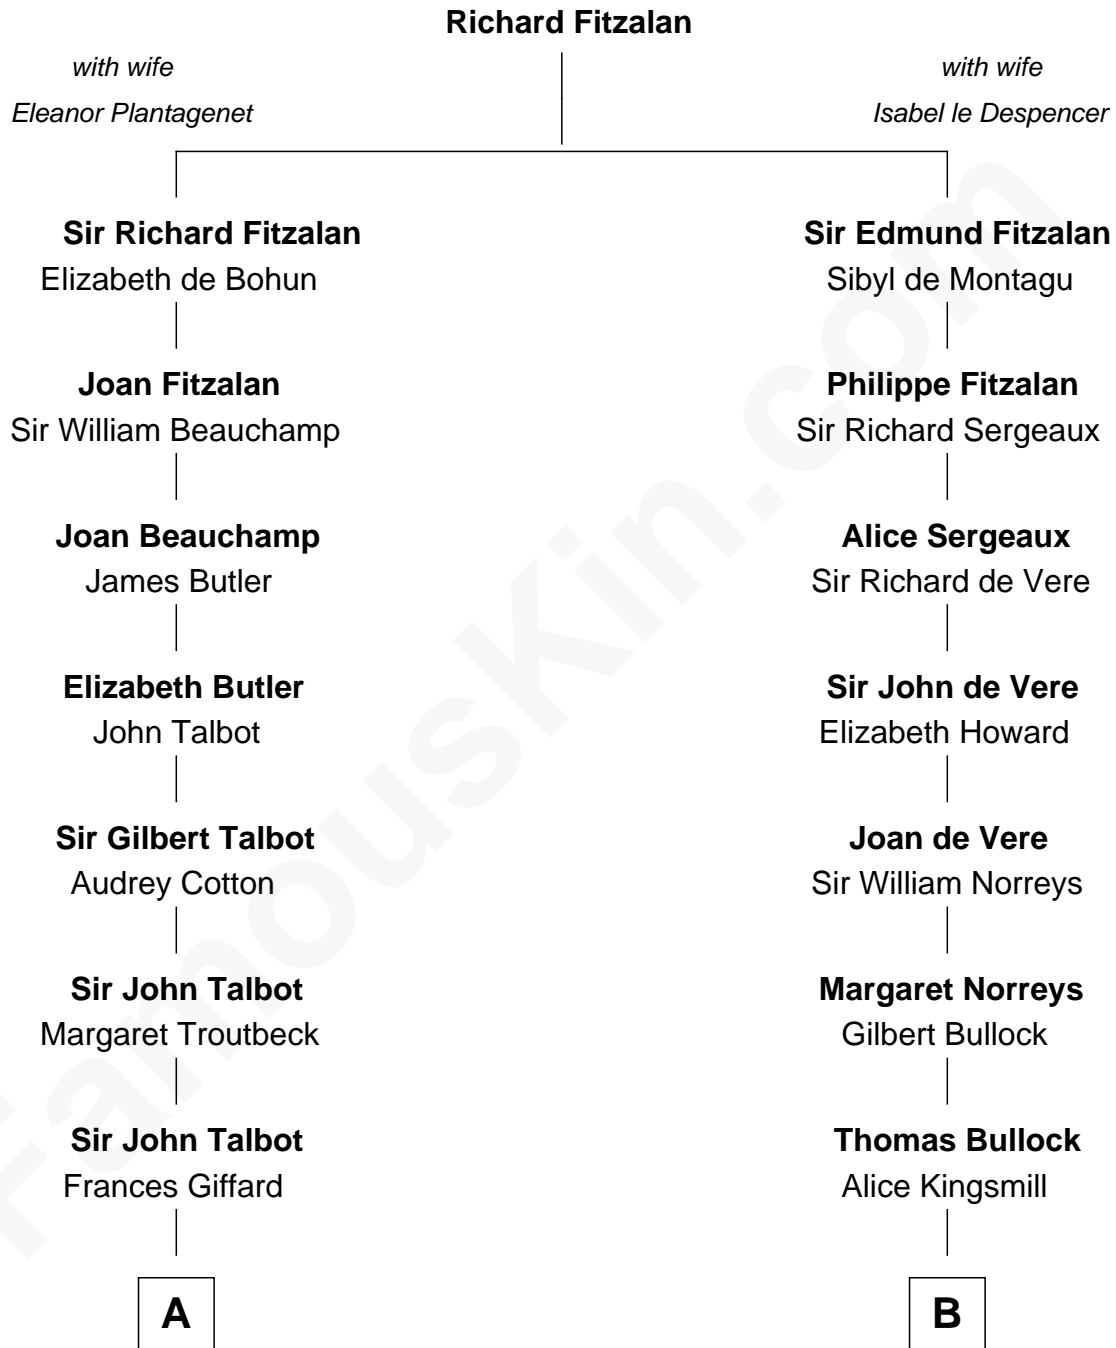 Richard Fitzalan
with wife
Eleanor Plantagenet
with wife
Isabel le Despencer
Sir Richard Fitzalan
Elizabeth de Bohun
Sir Edmund Fitzalan
Sibyl de Montagu
Joan Fitzalan
Sir William Beauchamp
Philippe Fitzalan
Sir Richard Sergeaux
Joan Beauchamp
James Butler
Alice Sergeaux
Sir Richard de Vere
Elizabeth Butler
John Talbot
Sir John de Vere
Elizabeth Howard
Sir Gilbert Talbot
Audrey Cotton
Joan de Vere
Sir William Norreys
Sir John Talbot
Margaret Troutbeck
Margaret Norreys
Gilbert Bullock
Sir John Talbot
Frances Giffard
Thomas Bullock
Alice Kingsmill
A
B
FamousKin.com